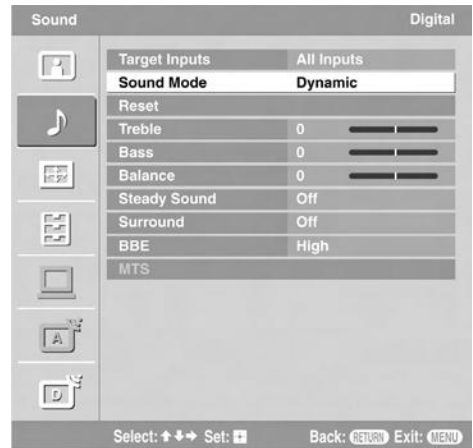 Sound Digital
Target Inputs All Inputs
Sound Mode Dynamic
Reset
Treble 0
Bass 0
Balance 0
Steady Sound Off
Surround Off
BBE High
MTS
A
D
Select: ↑ ↓ → Set: + Back: RETURN Exit: MENU